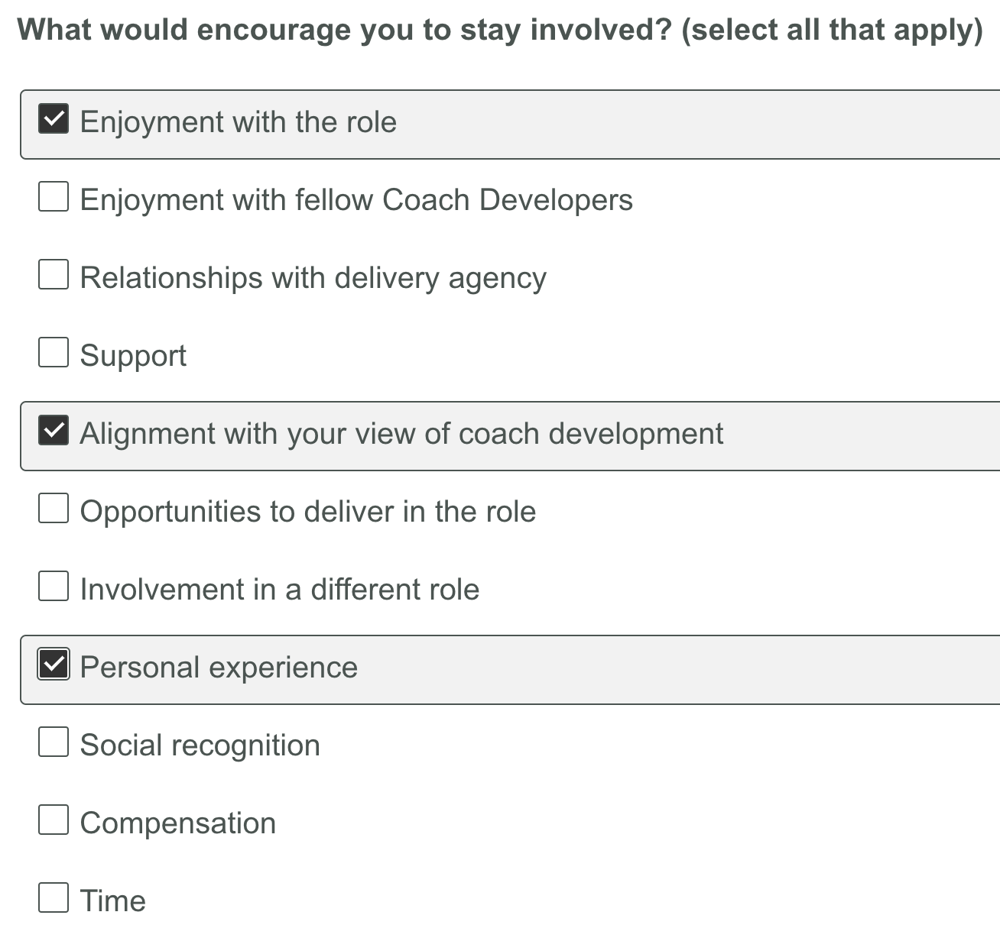 What would encourage you to stay involved? (select all that apply)
Enjoyment with the role
Enjoyment with fellow Coach Developers
Relationships with delivery agency
Support
Alignment with your view of coach development
Opportunities to deliver in the role
Involvement in a different role
Personal experience
Social recognition
Compensation
Time